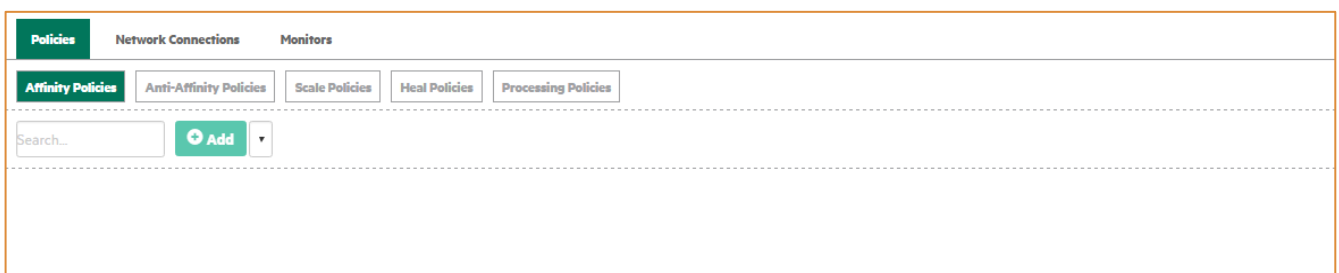 Policies Network Connections Monitors
Affinity Policies Anti-Affinity Policies Scale Policies Heal Policies Processing Policies
Search... Add